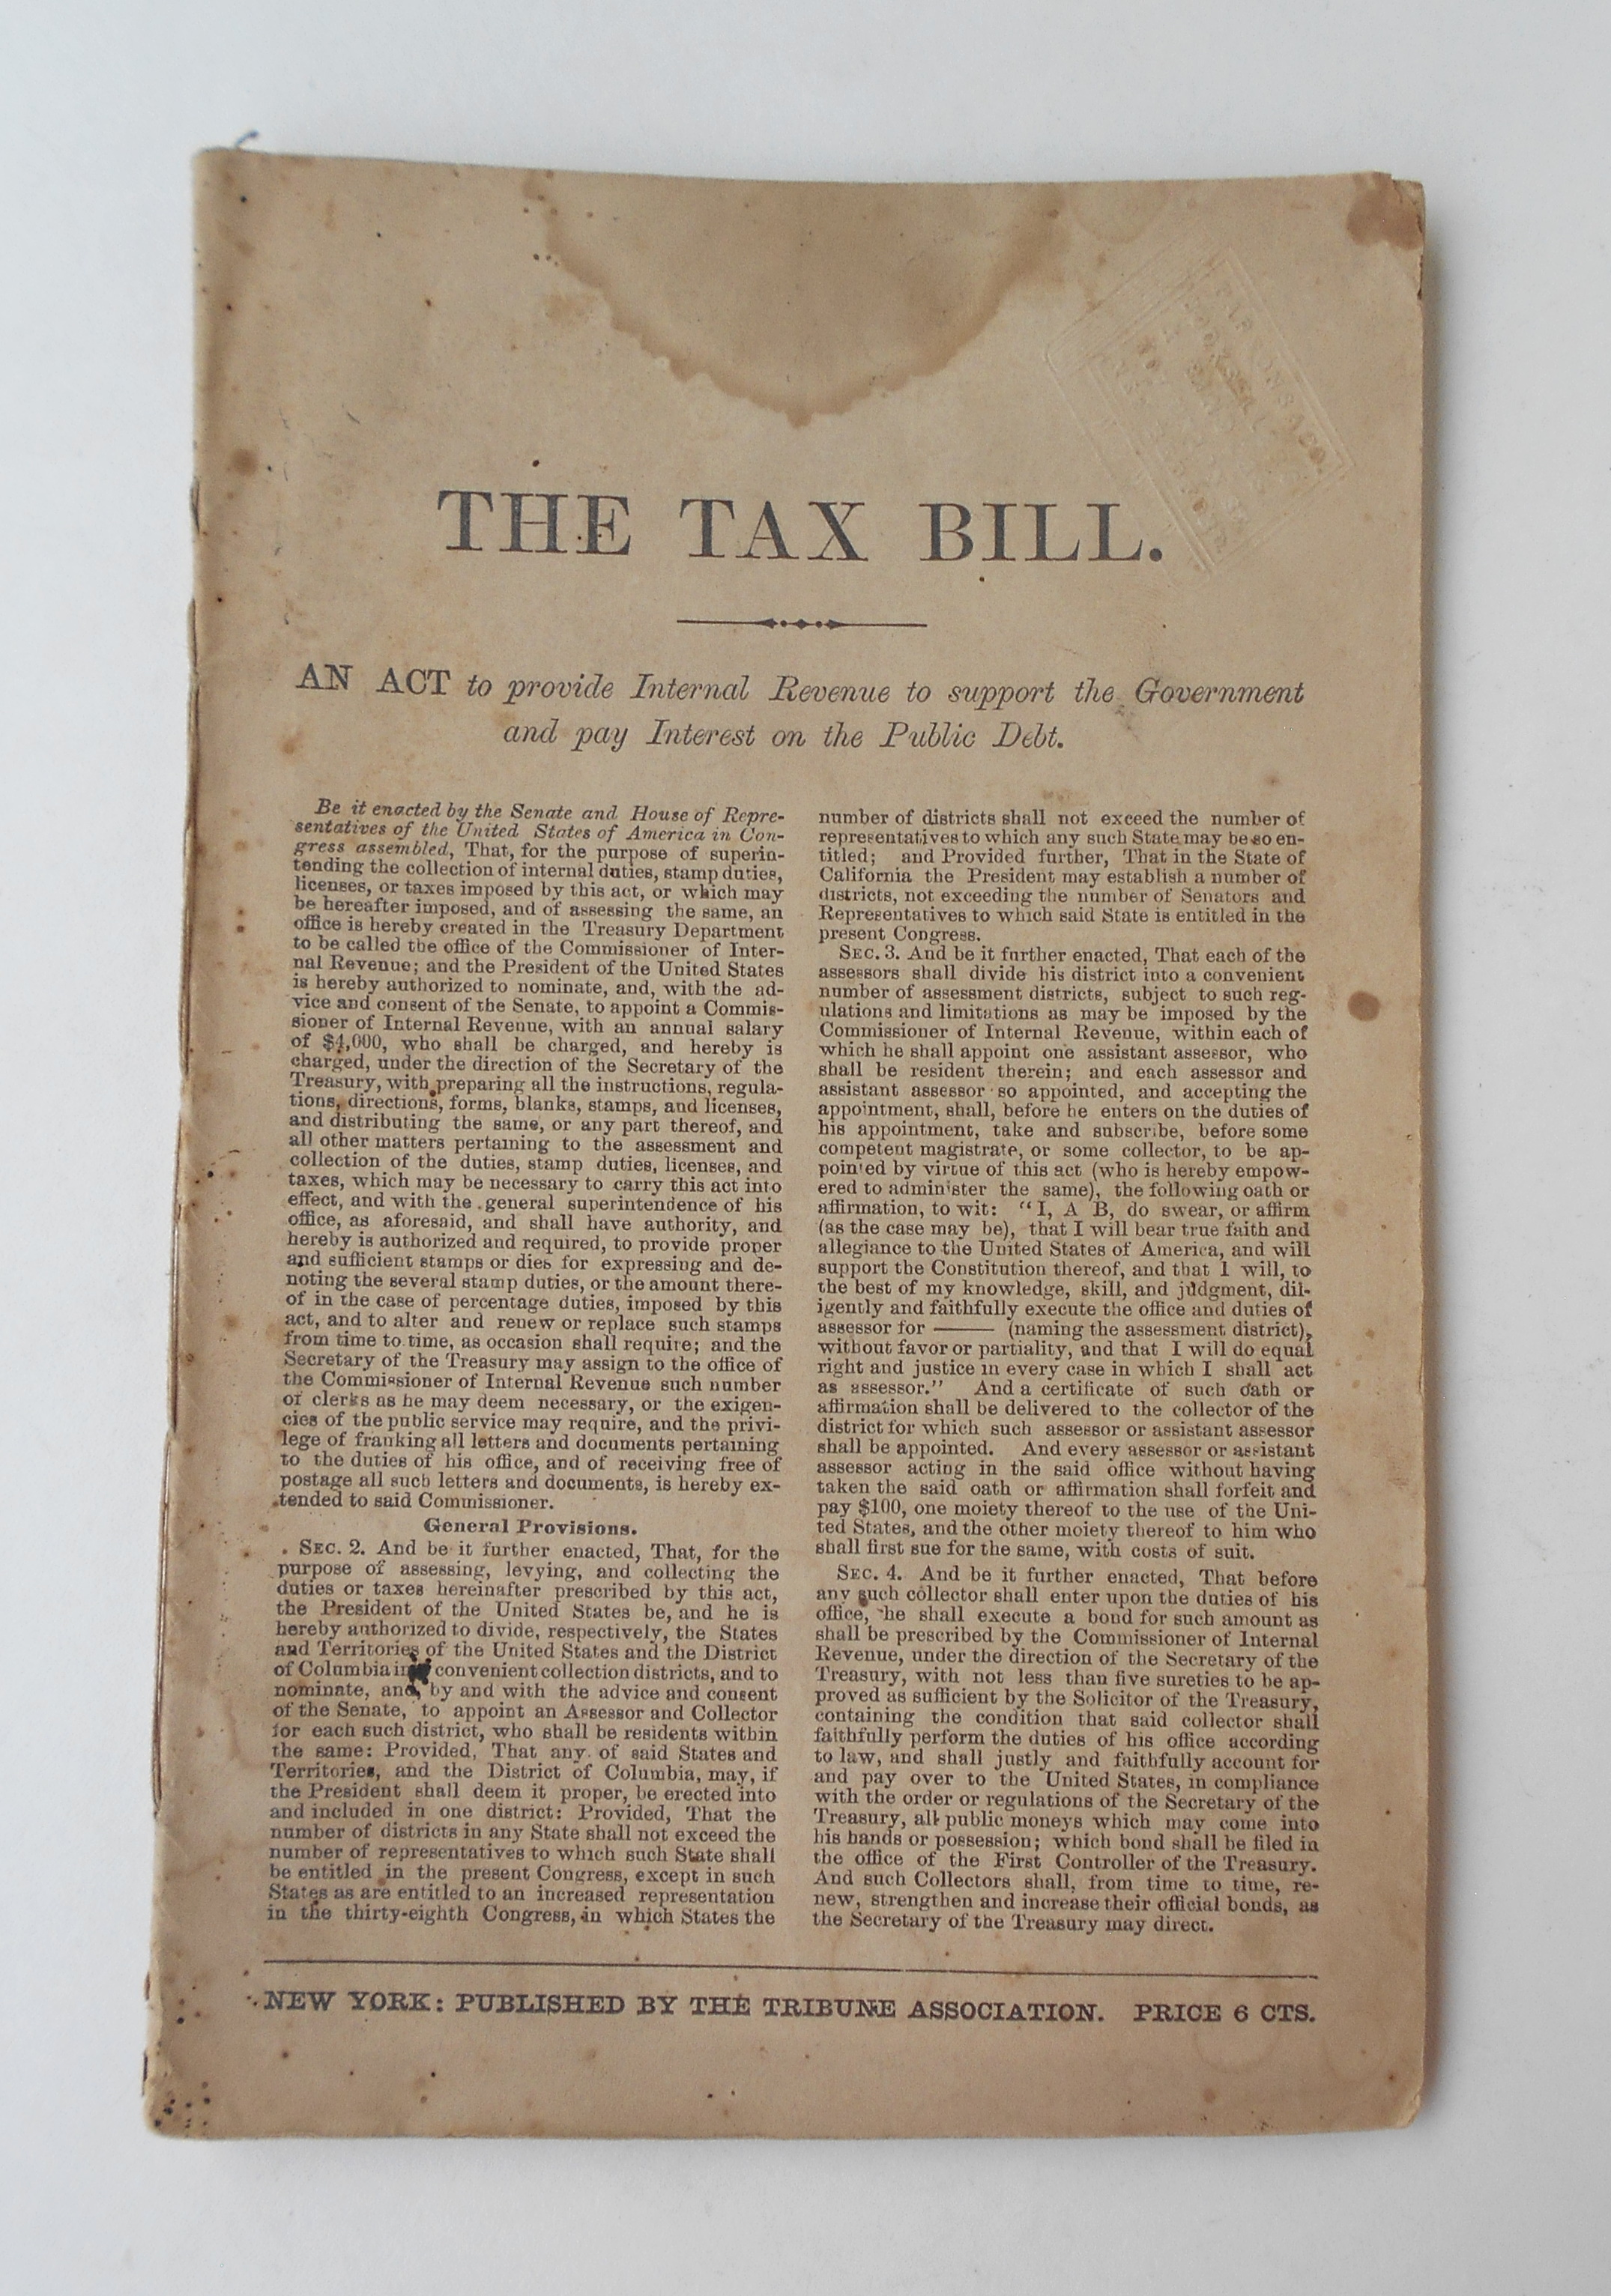 THE TAX BILL.
AN ACT to provide Internal Revenue to support the Government
and pay Interest on the Public Debt.
Be it enacted by the Senate and House of Repre-
sentatives of the United States of America in Con-
gress assembled, That, for the purpose of superin-
tending the collection of internal duties, stamp duties,
licenses, or taxes imposed by this act, or which may
be hereafter imposed, and of assessing the same, an
office is hereby created in the Treasury Department
to be called the office of the Commissioner of Inter-
nal Revenue; and the President of the United States
is hereby authorized to nominate, and, with the ad-
vice and consent of the Senate, to appoint a Commis-
sioner of Internal Revenue, with an annual salary
of $4,000, who shall be charged, and hereby is
charged, under the direction of the Secretary of the
Treasury, with preparing all the instructions, regula-
tions, directions, forms, blanks, stamps, and licenses,
and distributing the same, or any part thereof, and
all other matters pertaining to the assessment and
collection of the duties, stamp duties, licenses, and
taxes, which may be necessary to carry this act into
effect, and with the general superintendence of his
office, as aforesaid, and shall have authority, and
hereby is authorized and required, to provide proper
and sufficient stamps or dies for expressing and de-
noting the several stamp duties, or the amount there-
of in the case of percentage duties, imposed by this
act, and to alter and renew or replace such stamps
from time to time, as occasion shall require; and the
Secretary of the Treasury may assign to the office of
the Commissioner of Internal Revenue such number
of clerks as he may deem necessary, or the exigen-
cies of the public service may require, and the privi-
lege of franking all letters and documents pertaining
to the duties of his office, and of receiving free of
postage all such letters and documents, is hereby ex-
tended to said Commissioner.
General Provisions.
SEC. 2. And be it further enacted, That, for the
purpose of assessing, levying, and collecting the
duties or taxes hereinafter prescribed by this act,
the President of the United States be, and he is
hereby authorized to divide, respectively, the States
and Territories of the United States and the District
of Columbia in convenient collection districts, and to
nominate, and, by and with the advice and consent
of the Senate, to appoint an Assessor and Collector
for each such district, who shall be residents within
the same: Provided, That any of said States and
Territories, and the District of Columbia, may, if
the President shall deem it proper, be erected into
and included in one district: Provided, That the
number of districts in any State shall not exceed the
number of representatives to which such State shall
be entitled in the present Congress, except in such
States as are entitled to an increased representation
in the thirty-eighth Congress, in which States the
number of districts shall not exceed the number of
representatives to which any such State may be so en-
titled; and Provided further, That in the State of
California the President may establish a number of
districts, not exceeding the number of Senators and
Representatives to which said State is entitled in the
present Congress.
SEC. 3. And be it further enacted, That each of the
assessors shall divide his district into a convenient
number of assessment districts, subject to such reg-
ulations and limitations as may be imposed by the
Commissioner of Internal Revenue, within each of
which he shall appoint one assistant assessor, who
shall be resident therein; and each assessor and
assistant assessor so appointed, and accepting the
appointment, shall, before he enters on the duties of
his appointment, take and subscribe, before some
competent magistrate, or some collector, to be ap-
pointed by virtue of this act (who is hereby empow-
ered to administer the same), the following oath or
affirmation, to wit: "I, A B, do swear, or affirm
(as the case may be), that I will bear true faith and
allegiance to the United States of America, and will
support the Constitution thereof, and that I will, to
the best of my knowledge, skill, and judgment, dil-
igently and faithfully execute the office and duties of
assessor for —— (naming the assessment district),
without favor or partiality, and that I will do equal
right and justice in every case in which I shall act
as assessor." And a certificate of such oath or
affirmation shall be delivered to the collector of the
district for which such assessor or assistant assessor
shall be appointed. And every assessor or assistant
assessor acting in the said office without having
taken the said oath or affirmation shall forfeit and
pay $100, one moiety thereof to the use of the Uni-
ted States, and the other moiety thereof to him who
shall first sue for the same, with costs of suit.
SEC. 4. And be it further enacted, That before
any such collector shall enter upon the duties of his
office, he shall execute a bond for such amount as
shall be prescribed by the Commissioner of Internal
Revenue, under the direction of the Secretary of the
Treasury, with not less than five sureties to be ap-
proved as sufficient by the Solicitor of the Treasury,
containing the condition that said collector shall
faithfully perform the duties of his office according
to law, and shall justly and faithfully account for
and pay over to the United States, in compliance
with the order or regulations of the Secretary of the
Treasury, all public moneys which may come into
his hands or possession; which bond shall be filed in
the office of the First Controller of the Treasury.
And such Collectors shall, from time to time, re-
new, strengthen and increase their official bonds, as
the Secretary of the Treasury may direct.
NEW YORK: PUBLISHED BY THE TRIBUNE ASSOCIATION. PRICE 6 CTS.